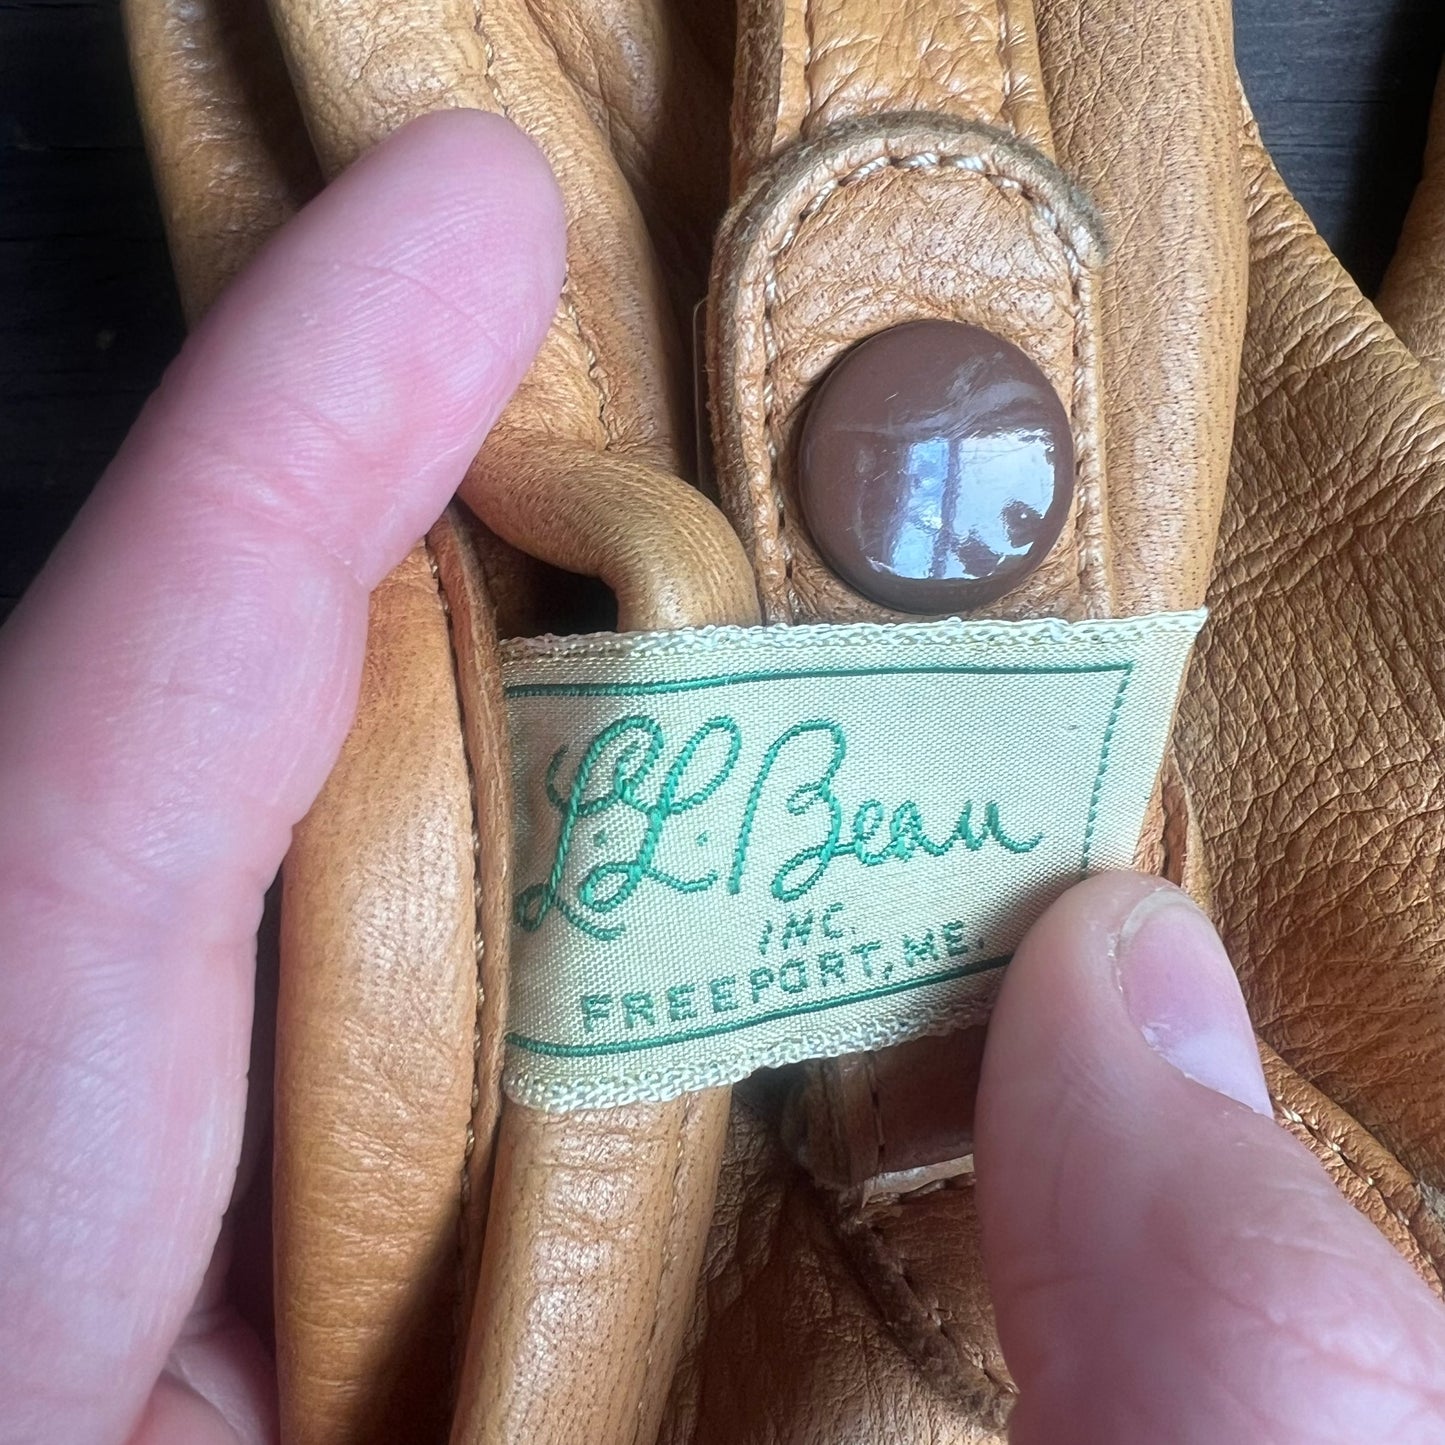 L.L. Bean
INC.
FREEPORT, ME.